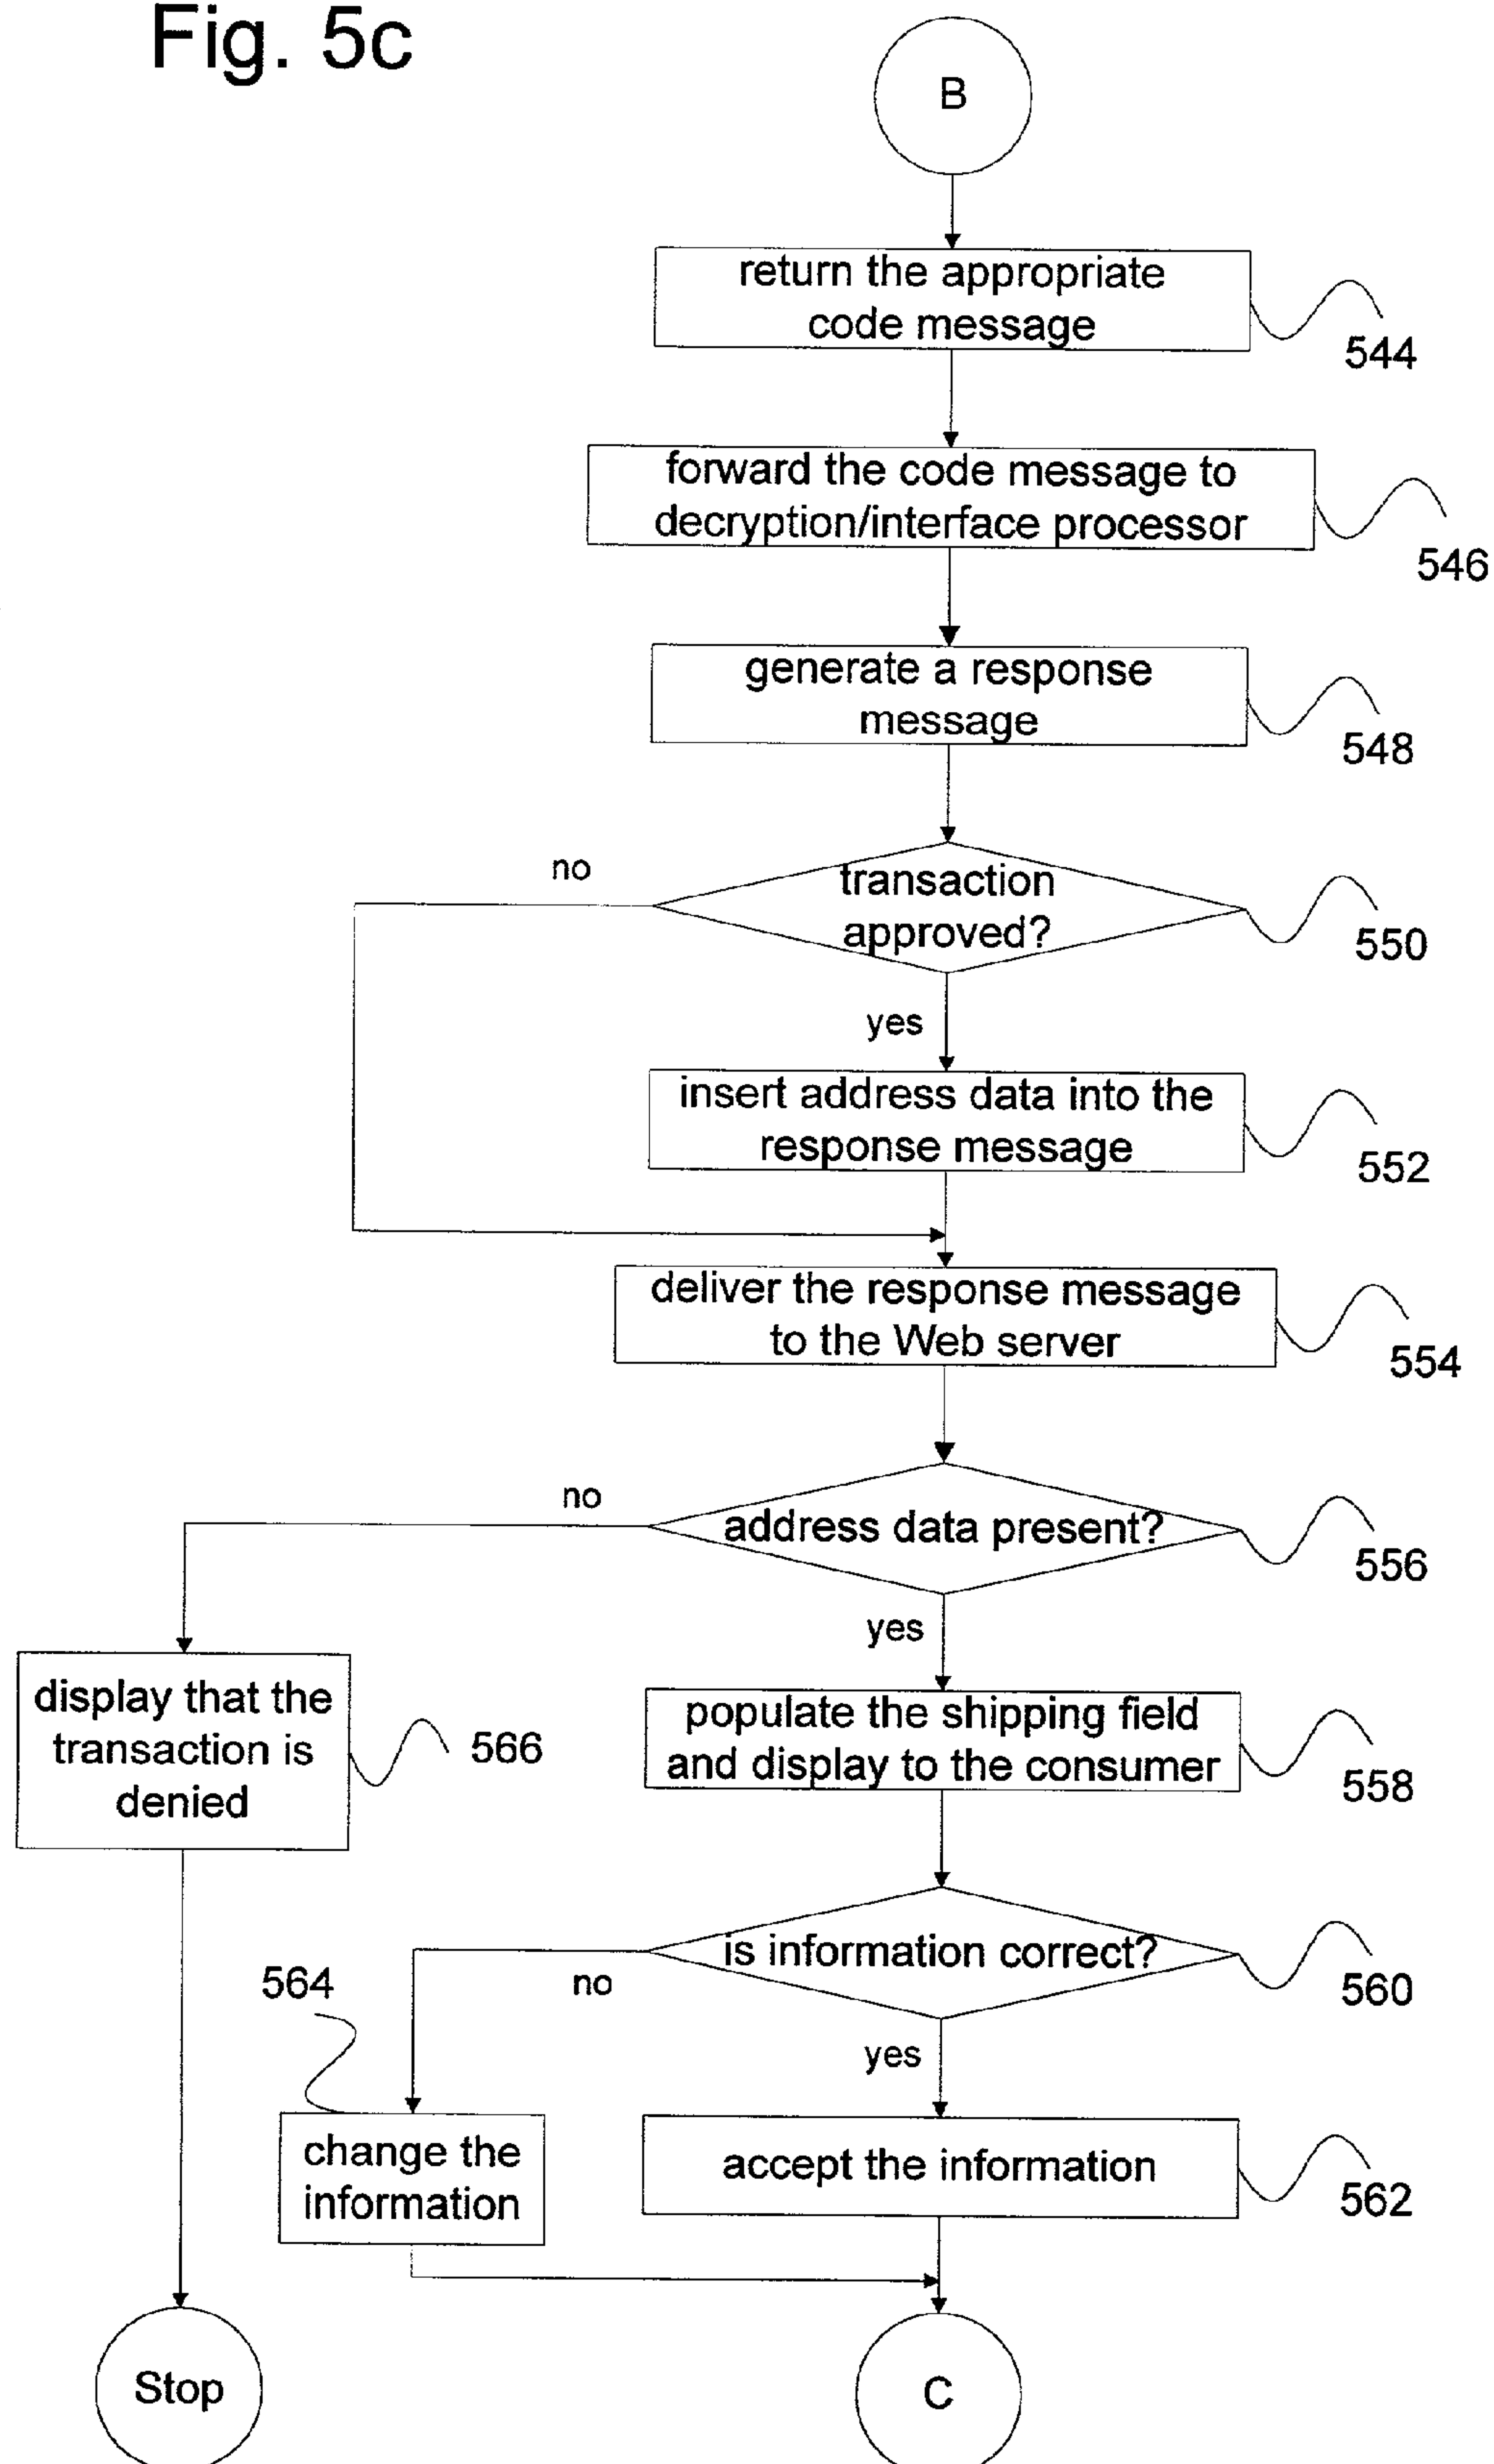 Fig. 5c
B
return the appropriate
code message
544
forward the code message to
decryption/interface processor
546
generate a response
message
548
no
transaction
approved?
550
yes
insert address data into the
response message
552
deliver the response message
to the Web server
554
no
address data present?
556
yes
display that the
transaction is
denied
566
populate the shipping field
and display to the consumer
558
is information correct?
560
564
no
yes
change the
information
accept the information
562
Stop
C